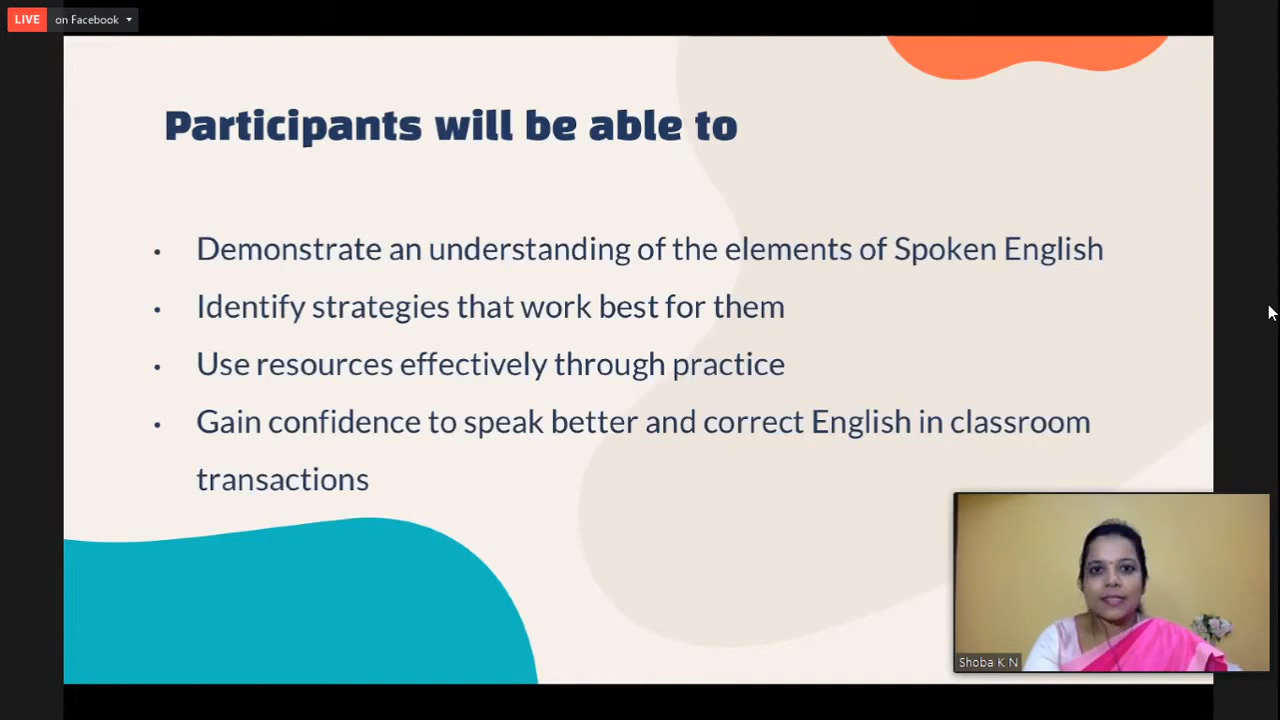 LIVE on Facebook
Participants will be able to
• Demonstrate an understanding of the elements of Spoken English
• Identify strategies that work best for them
• Use resources effectively through practice
• Gain confidence to speak better and correct English in classroom
transactions
Shoba K N